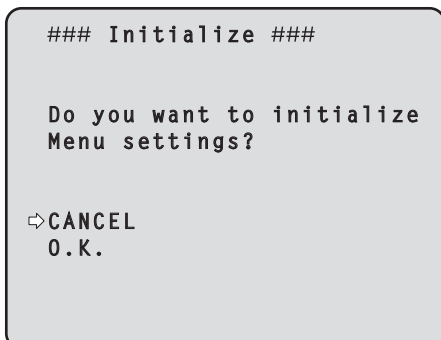 ### Initialize ###
Do you want to initialize
Menu settings?
⇨CANCEL
O.K.